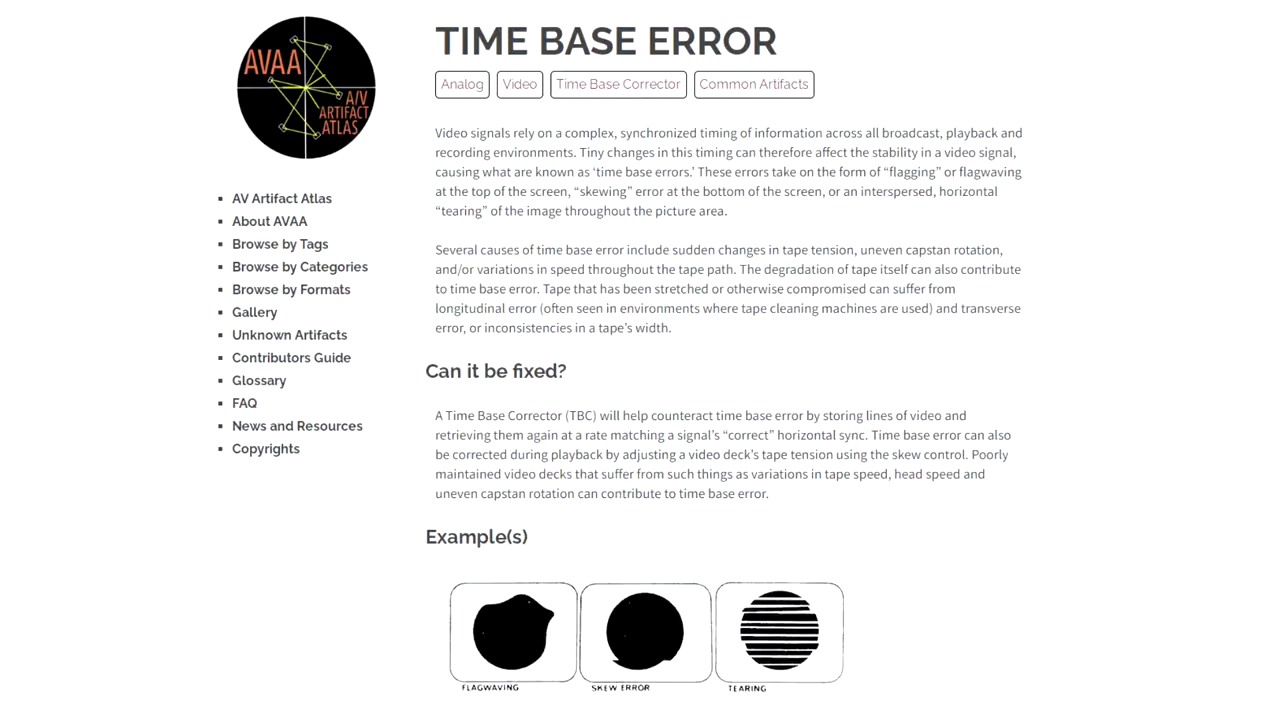 AVAA
A/V
ARTIFACT
ATLAS
AV Artifact Atlas
About AVAA
Browse by Tags
Browse by Categories
Browse by Formats
Gallery
Unknown Artifacts
Contributors Guide
Glossary
FAQ
News and Resources
Copyrights
TIME BASE ERROR
Analog Video Time Base Corrector Common Artifacts
Video signals rely on a complex, synchronized timing of information across all broadcast, playback and
recording environments. Tiny changes in this timing can therefore affect the stability in a video signal,
causing what are known as ‘time base errors.’ These errors take on the form of “flagging” or flagwaving
at the top of the screen, “skewing” error at the bottom of the screen, or an interspersed, horizontal
“tearing” of the image throughout the picture area.
Several causes of time base error include sudden changes in tape tension, uneven capstan rotation,
and/or variations in speed throughout the tape path. The degradation of tape itself can also contribute
to time base error. Tape that has been stretched or otherwise compromised can suffer from
longitudinal error (often seen in environments where tape cleaning machines are used) and transverse
error, or inconsistencies in a tape’s width.
Can it be fixed?
A Time Base Corrector (TBC) will help counteract time base error by storing lines of video and
retrieving them again at a rate matching a signal’s “correct” horizontal sync. Time base error can also
be corrected during playback by adjusting a video deck’s tape tension using the skew control. Poorly
maintained video decks that suffer from such things as variations in tape speed, head speed and
uneven capstan rotation can contribute to time base error.
Example(s)
FLAGWAVING SKEW ERROR TEARING